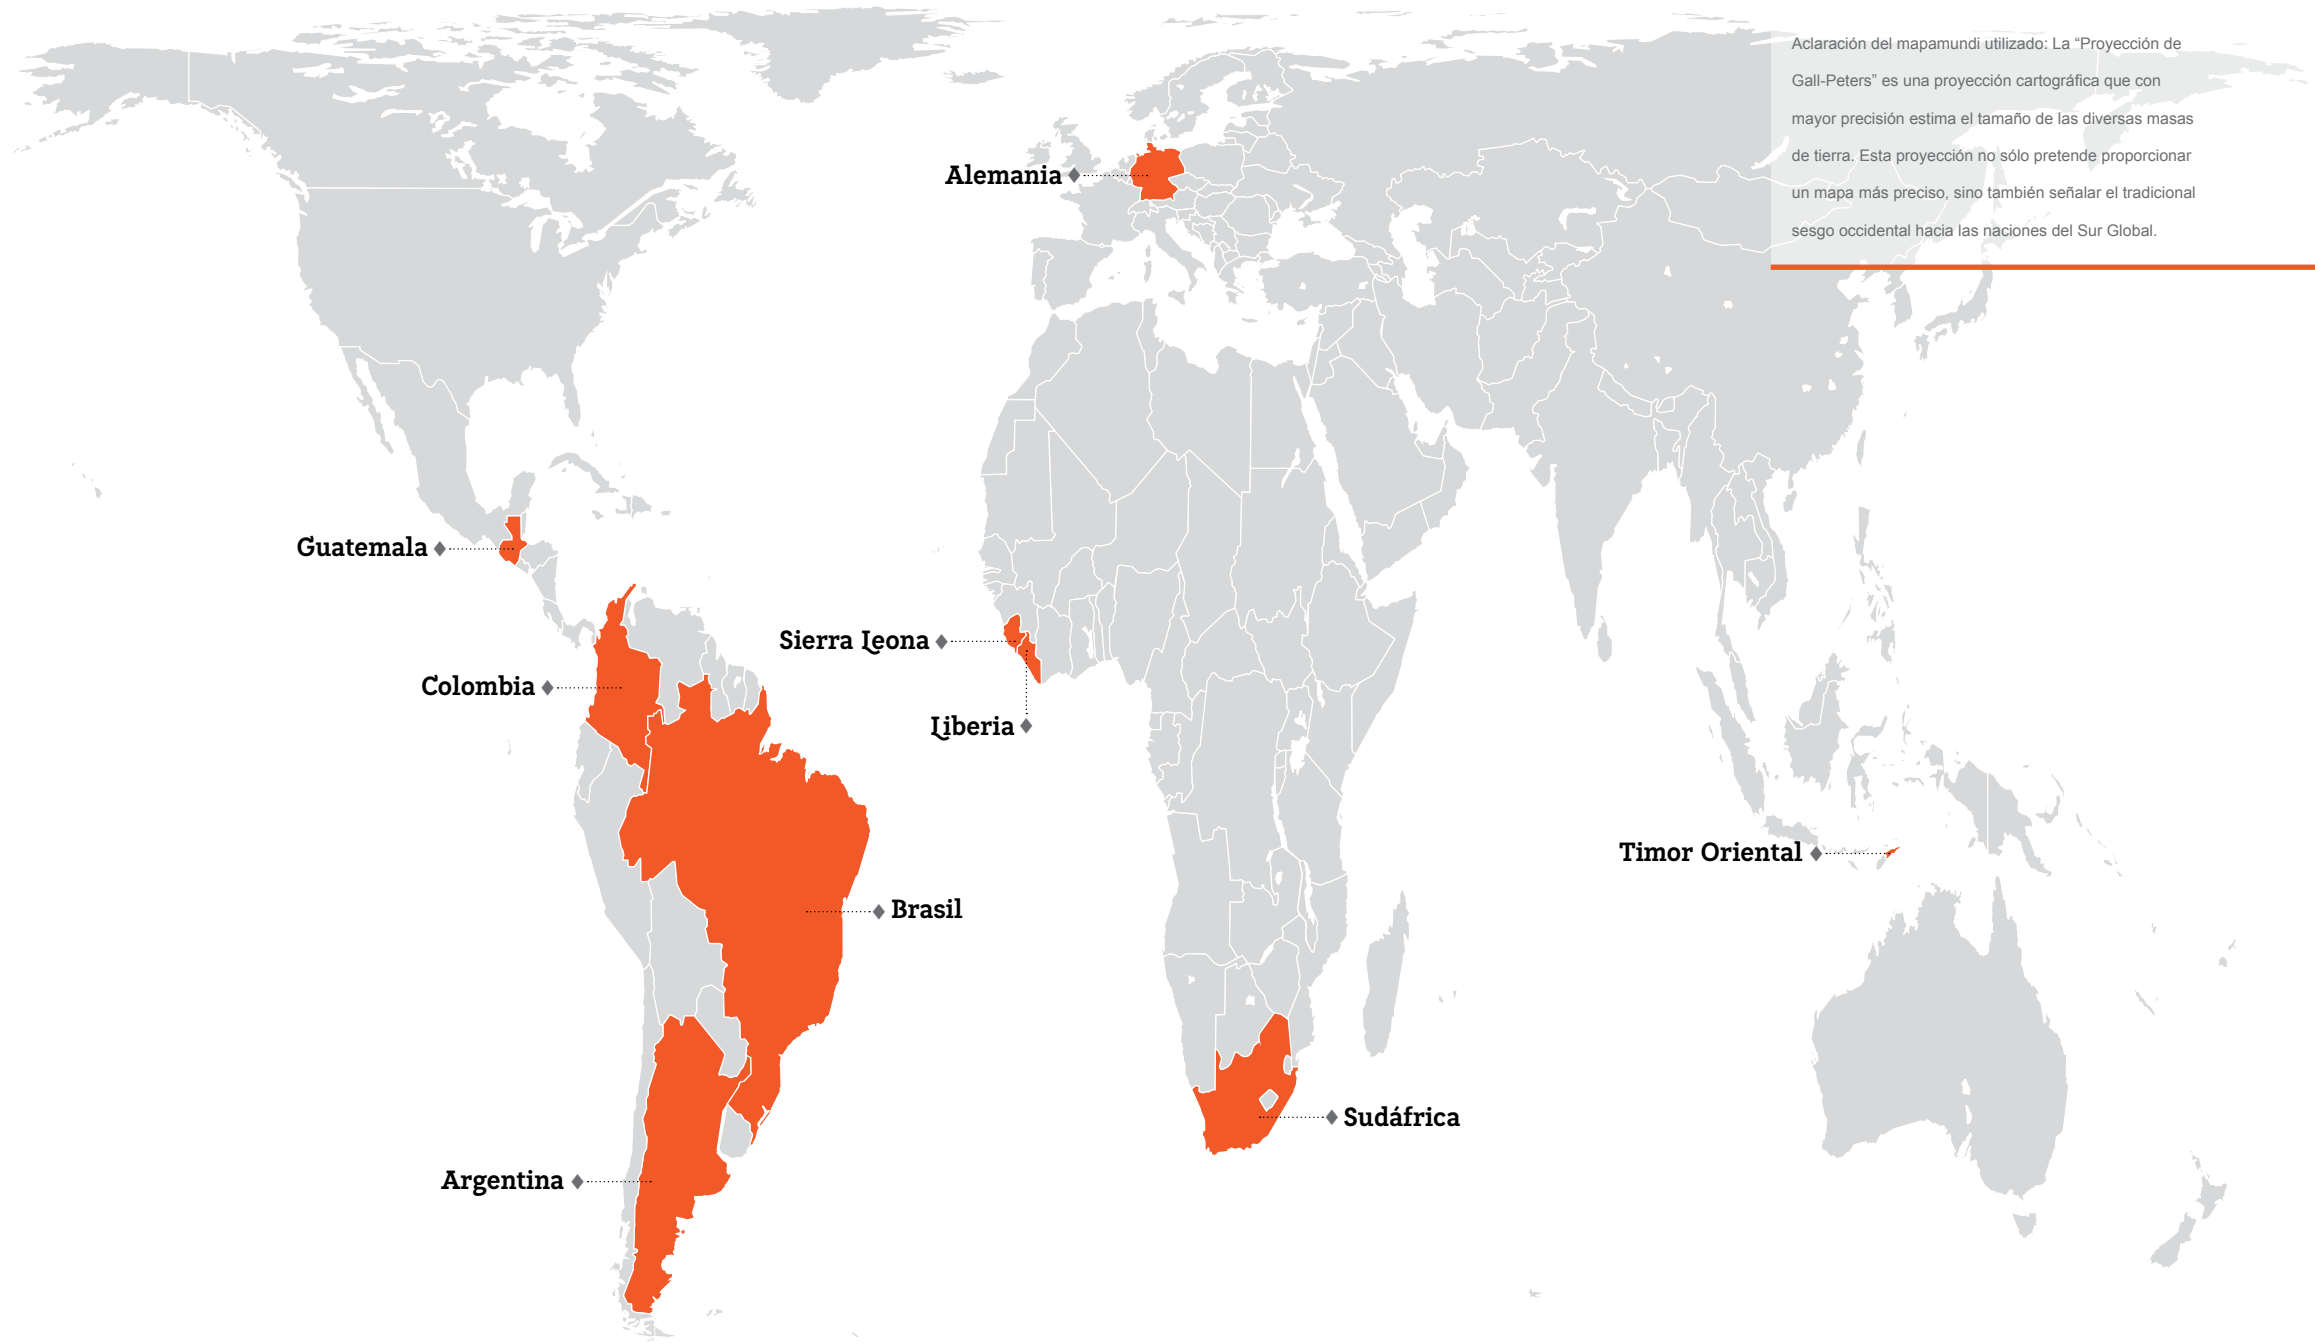 Aclaración del mapamundi utilizado: La “Proyección de
Gall-Peters” es una proyección cartográfica que con
mayor precisión estima el tamaño de las diversas masas
de tierra. Esta proyección no sólo pretende proporcionar
un mapa más preciso, sino también señalar el tradicional
sesgo occidental hacia las naciones del Sur Global.
Alemania
Guatemala
Sierra Leona
Colombia
Liberia
Timor Oriental
Brasil
Sudáfrica
Argentina